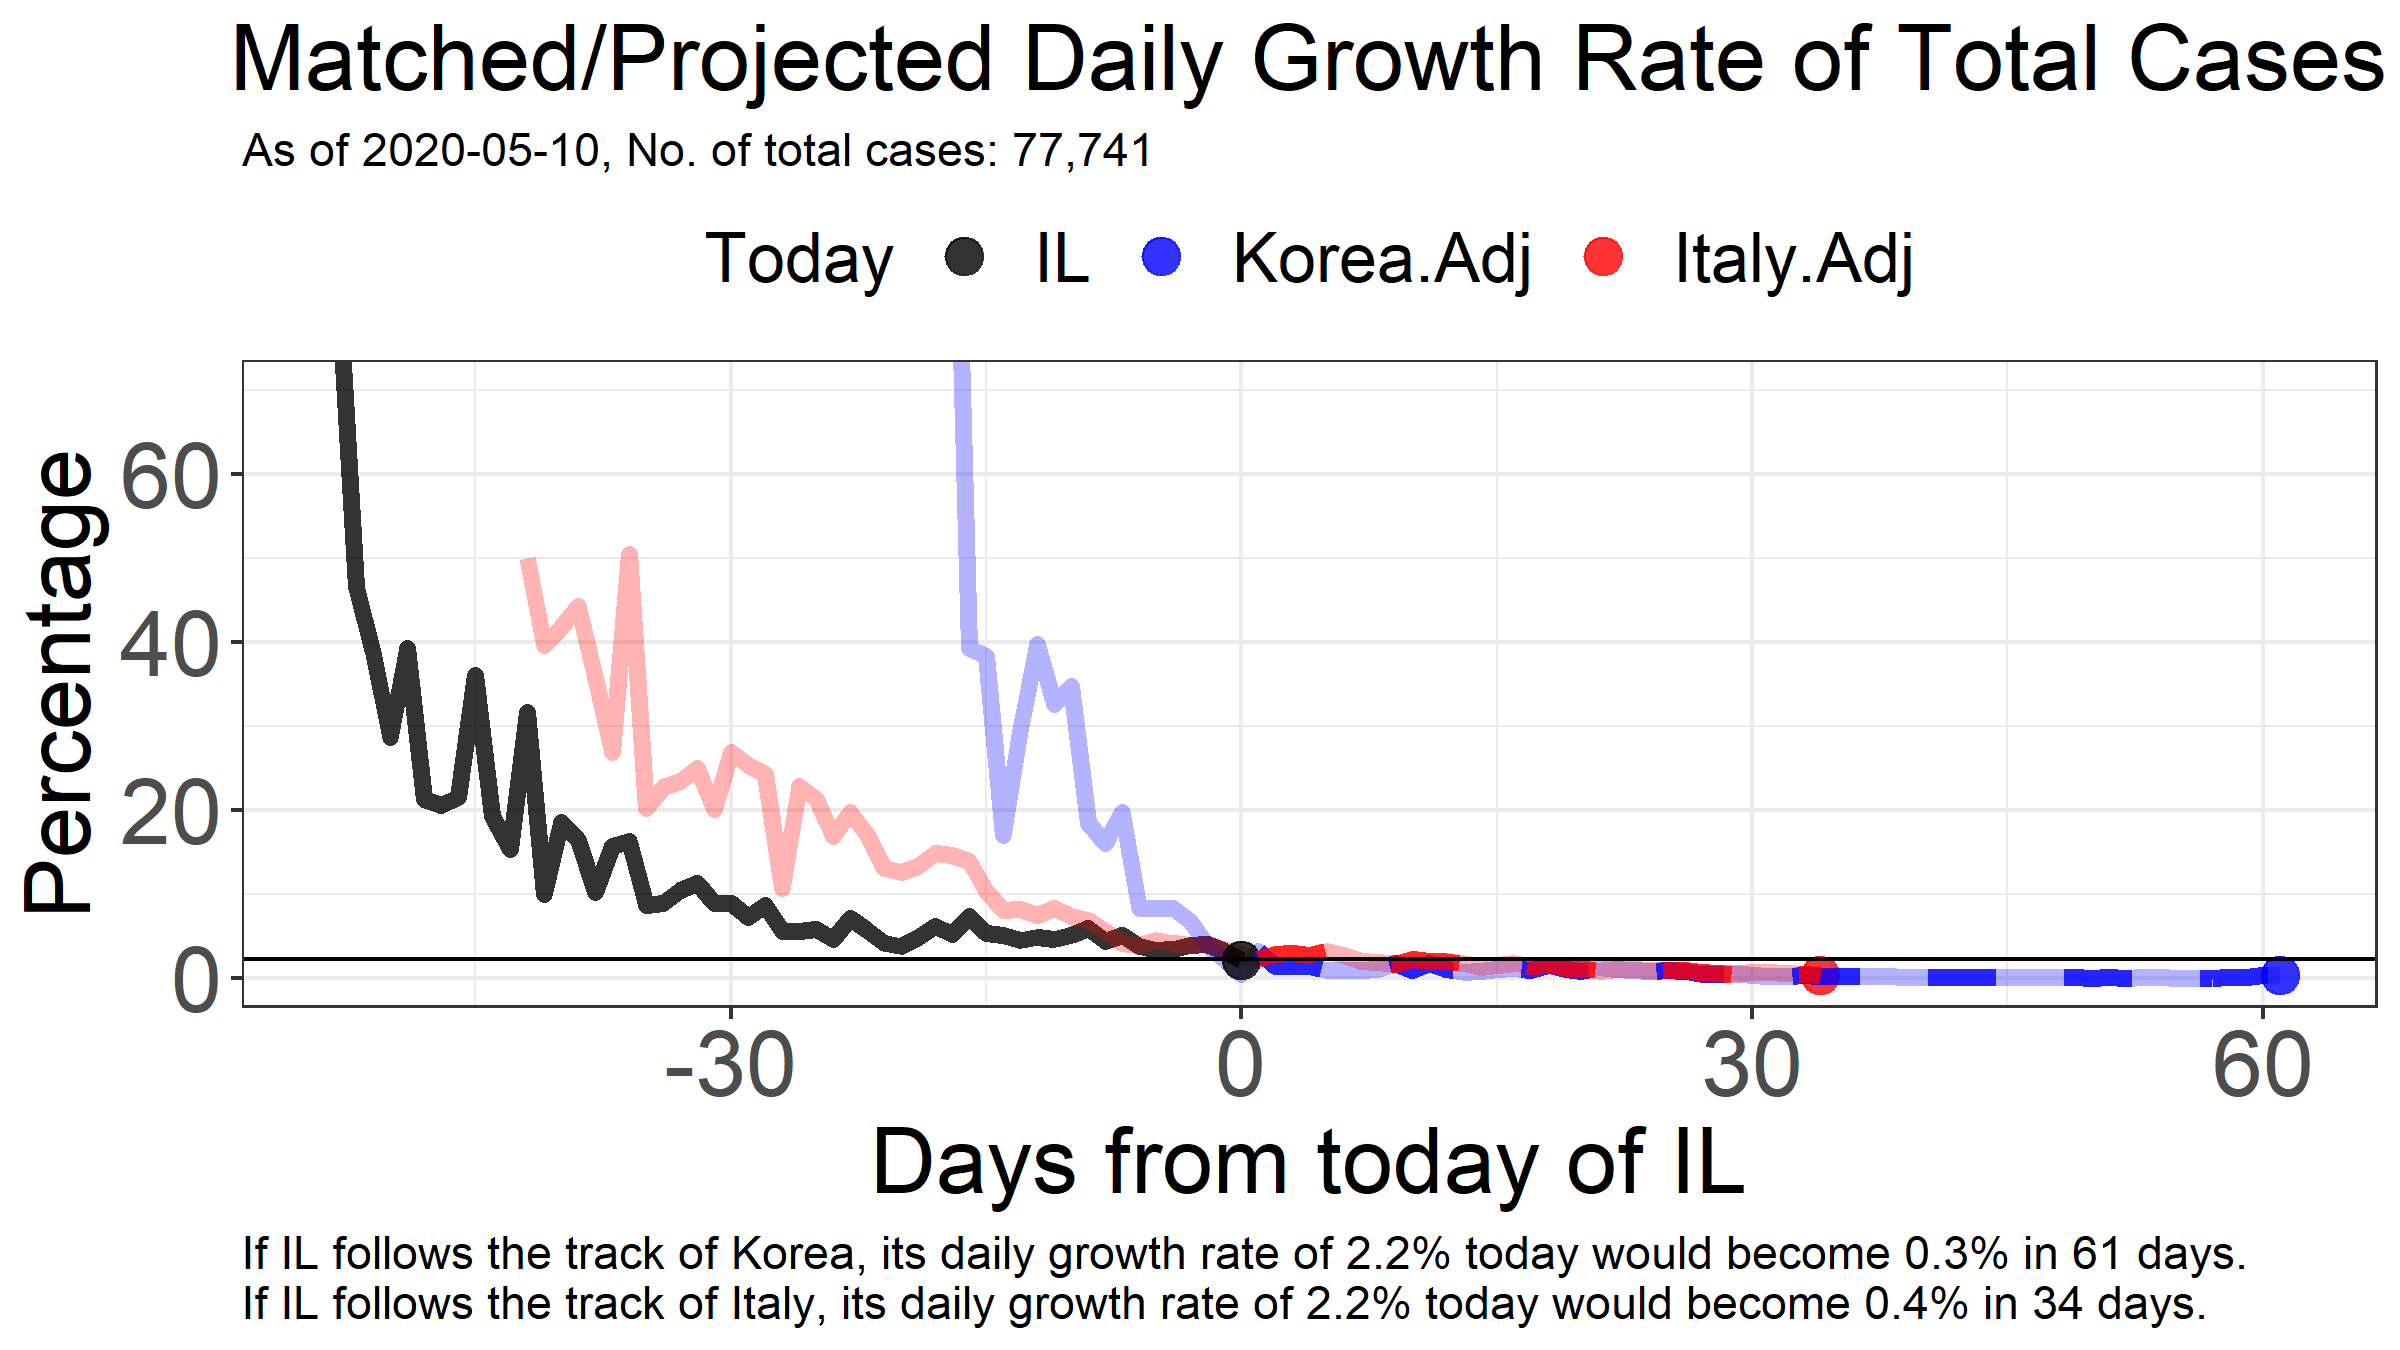 Matched/Projected Daily Growth Rate of Total Cases
As of 2020-05-10, No. of total cases: 77,741
Today IL Korea.Adj Italy.Adj
Percentage
60
40
20
0
-30 0 30 60
Days from today of IL
If IL follows the track of Korea, its daily growth rate of 2.2% today would become 0.3% in 61 days.
If IL follows the track of Italy, its daily growth rate of 2.2% today would become 0.4% in 34 days.